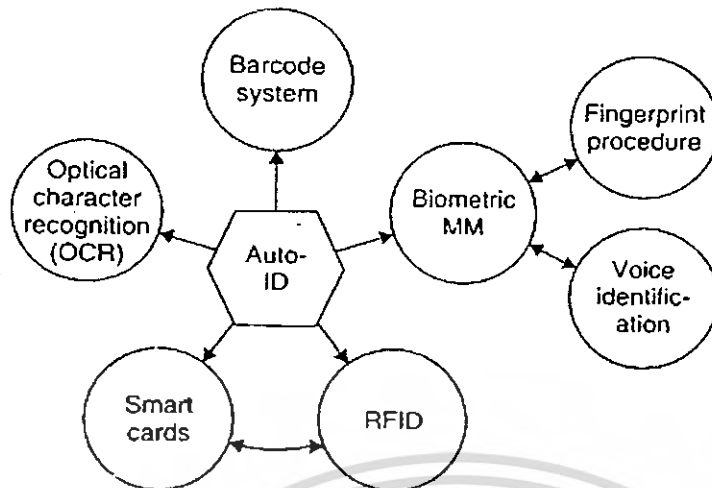 Barcode
system
Fingerprint
procedure
Optical
character
recognition
(OCR)
Biometric
MM
Auto-
ID
Voice
identific-
ation
Smart
cards
RFID